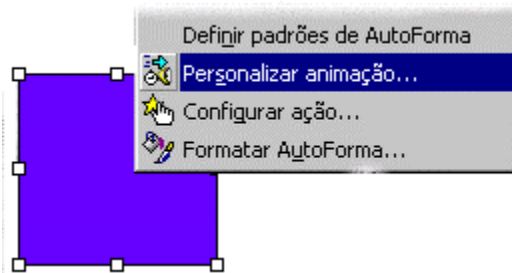 Definir padrões de AutoForma
Personalizar animação...
Configurar ação...
Formatar AutoForma...